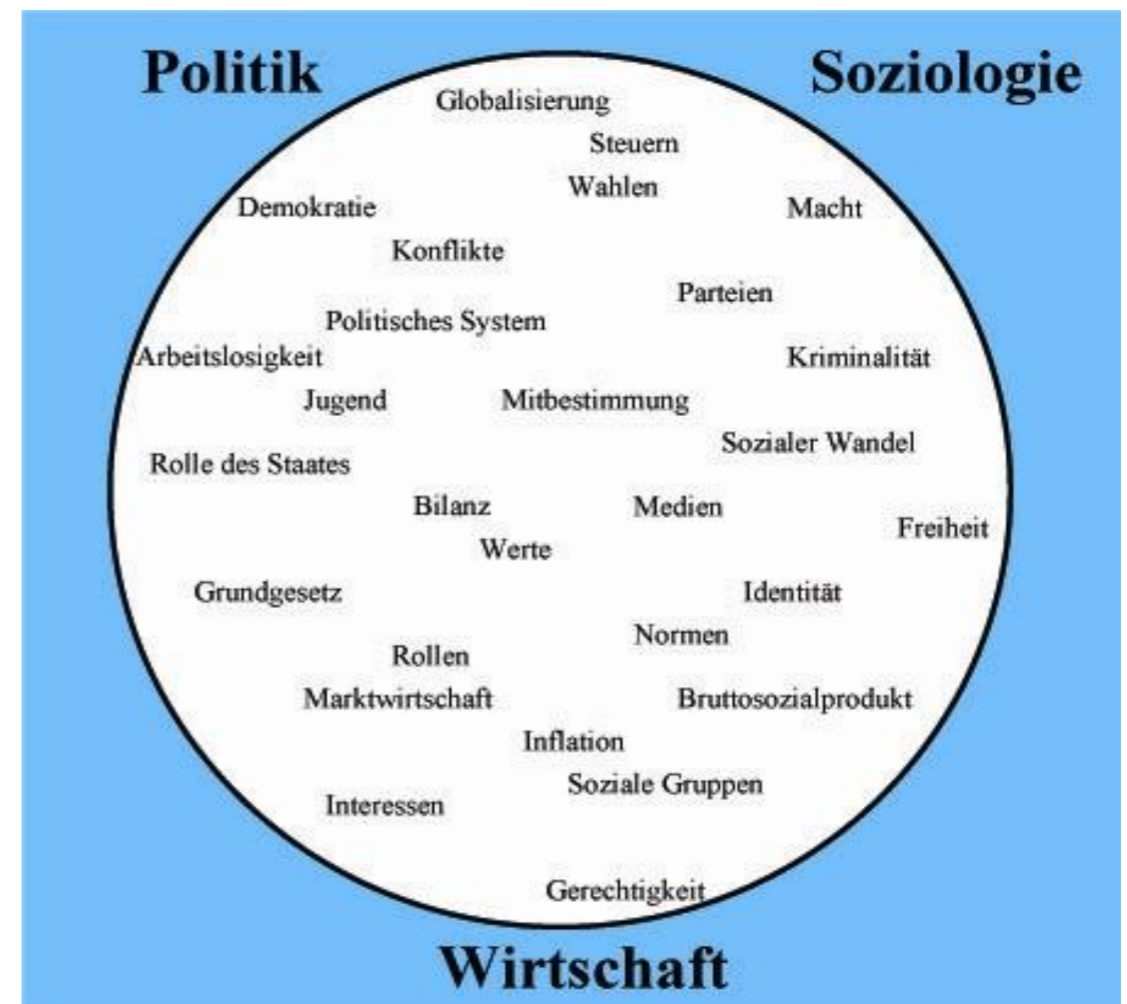 Politik
Soziologie
Globalisierung
Steuern
Wahlen
Demokratie
Macht
Konflikte
Parteien
Politisches System
Arbeitslosigkeit
Kriminalität
Jugend
Mitbestimmung
Sozialer Wandel
Rolle des Staates
Bilanz
Medien
Freiheit
Werte
Grundgesetz
Identität
Normen
Rollen
Marktwirtschaft
Bruttosozialprodukt
Inflation
Soziale Gruppen
Interessen
Gerechtigkeit
Wirtschaft